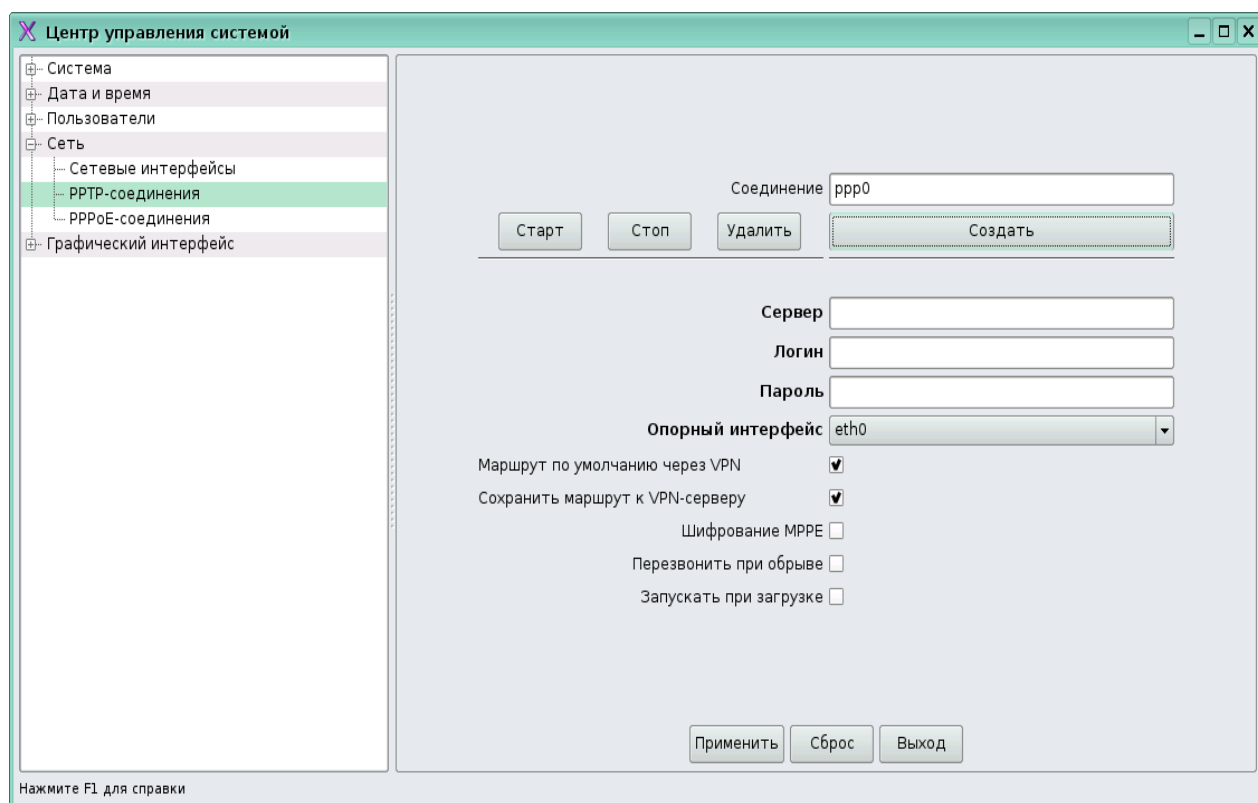 Центр управления системой
Система
Дата и время
Пользователи
Сеть
Сетевые интерфейсы
PPTP-соединения
PPPoE-соединения
Графический интерфейс
Соединение ppp0
Старт Стоп Удалить Создать
Сервер
Логин
Пароль
Опорный интерфейс eth0
Маршрут по умолчанию через VPN
Сохранить маршрут к VPN-серверу
Шифрование MPPE
Перезвонить при обрыве
Запускать при загрузке
Применить Сброс Выход
Нажмите F1 для справки